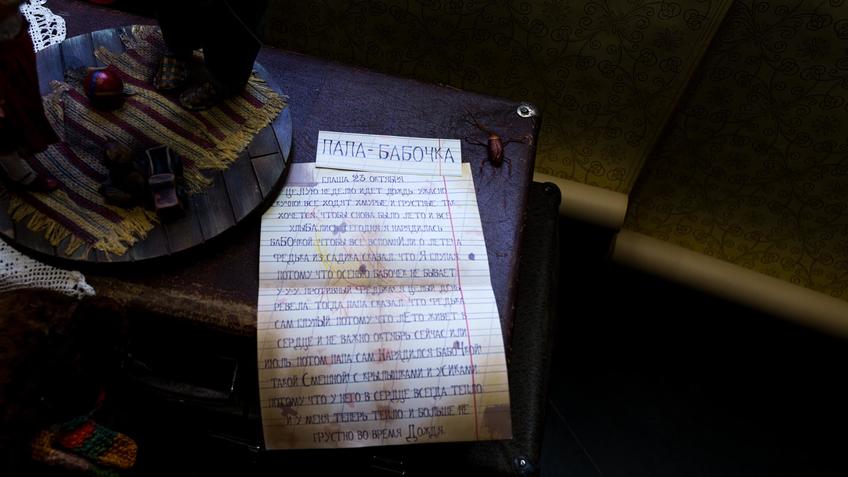 ПАПА-БАБОЧКА
ГЛАША 23 ОКТЯБРЯ
ЦЕЛУЮ НЕДЕЛЮ ИДЕТ ДОЖДЬ. УЖАСНО
СКУЧНО ВСЕ ХОДЯТ ХМУРЫЕ И ГРУСТНЫЕ. ТАК
ХОЧЕТСЯ, ЧТОБЫ СНОВА БЫЛО ЛЕТО И ВСЕ
СЕГОДНЯ Я НАРЯДИЛАСЬ
БАБОЧКОЙ, ЧТОБЫ ВСЕ ВСПОМНИЛИ О ЛЕТЕ. А
ФЕДЬКА ИЗ САДИКА СКАЗАЛ, ЧТО Я ГЛУПАЯ
ПОТОМУ ЧТО ОСЕНЬЮ БАБОЧЕК НЕ БЫВАЕТ
У-У-У, ПРОТИВНЫЙ ФЕДЬКА! Я ЦЕЛЫЙ ДЕНЬ
РЕВЕЛА. ТОГДА ПАПА СКАЗАЛ, ЧТО ФЕДЬКА
САМ ГЛУПЫЙ, ПОТОМУ ЧТО ЛЕТО ЖИВЕТ В
СЕРДЦЕ И НЕ ВАЖНО ОКТЯБРЬ СЕЙЧАС ИЛИ
ИЮЛЬ. ПОТОМ ПАПА САМ НАРЯДИЛСЯ БАБОЧКОЙ!
ТАКОЙ СМЕШНОЙ! С КРЫЛЫШКАМИ И УСИКАМИ.
ПОТОМУ ЧТО У НЕГО В СЕРДЦЕ ВСЕГДА ТЕПЛО.
И У МЕНЯ ТЕПЕРЬ ТЕПЛО И БОЛЬШЕ НЕ
ГРУСТНО ВО ВРЕМЯ ДОЖДЯ.